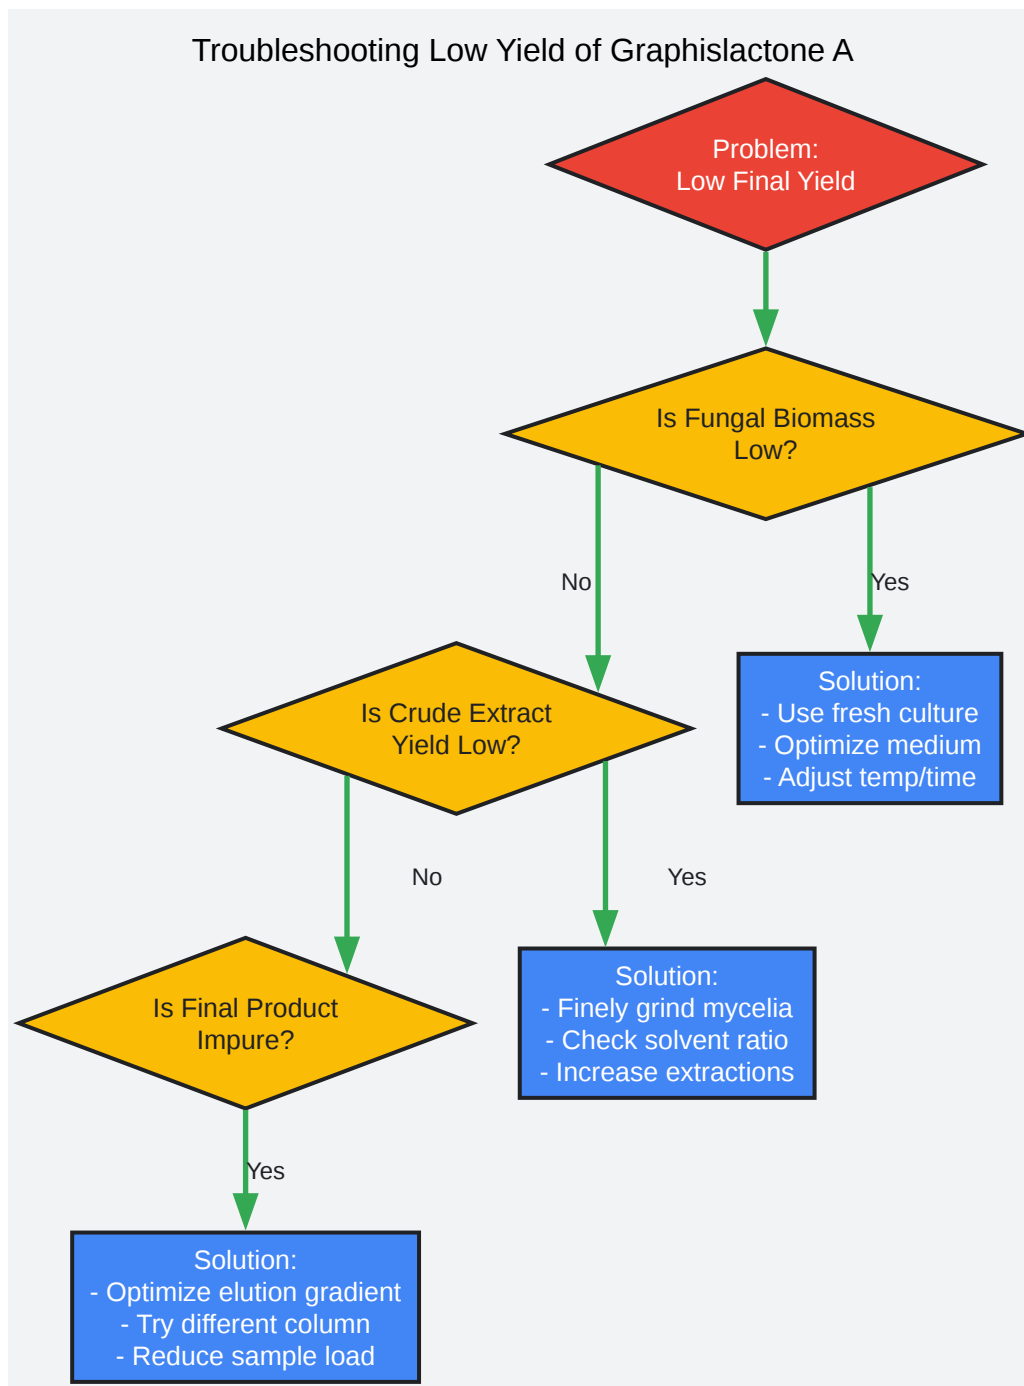 Troubleshooting Low Yield of Graphislactone A
Problem:
Low Final Yield
Is Fungal Biomass
Low?
No
Yes
Is Crude Extract
Yield Low?
Solution:
- Use fresh culture
- Optimize medium
- Adjust temp/time
No
Yes
Is Final Product
Impure?
Solution:
- Finely grind mycelia
- Check solvent ratio
- Increase extractions
Yes
Solution:
- Optimize elution gradient
- Try different column
- Reduce sample load